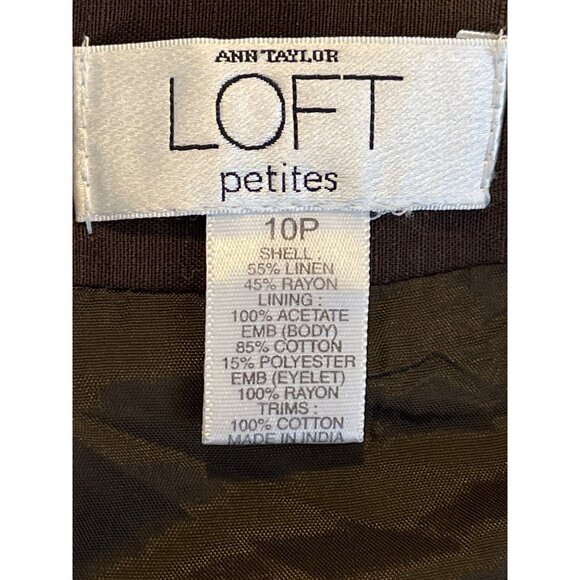 ANN TAYLOR
LOFT
petites
10P
SHELL :
55% LINEN
45% RAYON
LINING :
100% ACETATE
EMB (BODY)
85% COTTON
15% POLYESTER
EMB (EYELET)
100% RAYON
TRIMS :
100% COTTON
MADE IN INDIA